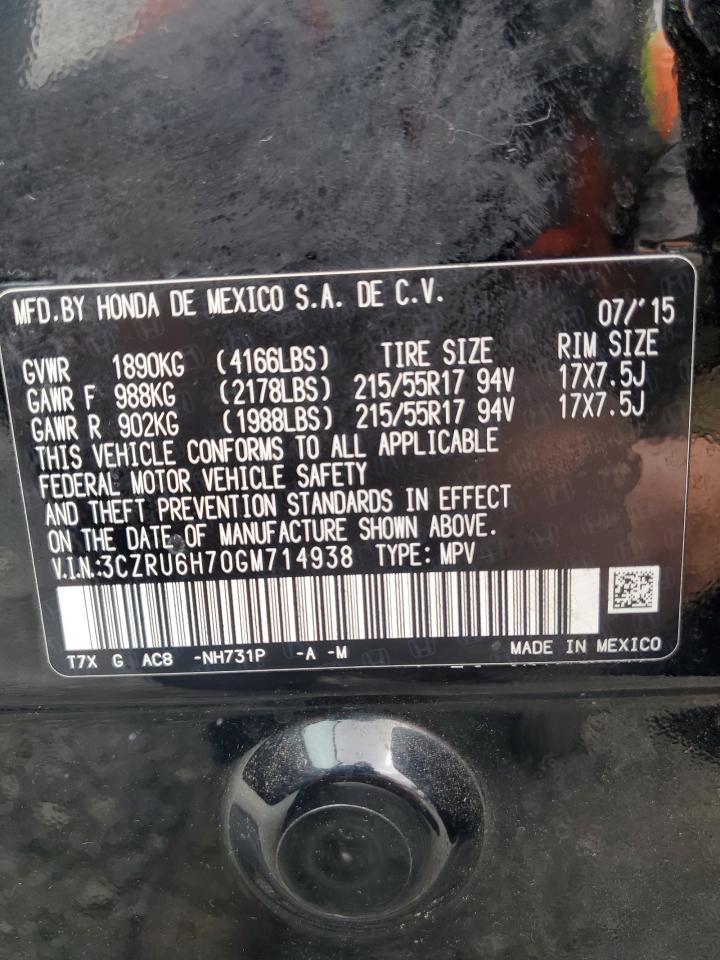 MFD.BY HONDA DE MEXICO S.A. DE C.V. 07/'15
GVWR 1890KG (4166LBS) TIRE SIZE RIM SIZE
GAWR F 988KG (2178LBS) 215/55R17 94V 17X7.5J
GAWR R 902KG (1988LBS) 215/55R17 94V 17X7.5J
THIS VEHICLE CONFORMS TO ALL APPLICABLE
FEDERAL MOTOR VEHICLE SAFETY
AND THEFT PREVENTION STANDARDS IN EFFECT
ON THE DATE OF MANUFACTURE SHOWN ABOVE.
V.I.N.:3CZRU6H70GM714938 TYPE: MPV
T7X G AC8 -NH731P -A -M MADE IN MEXICO